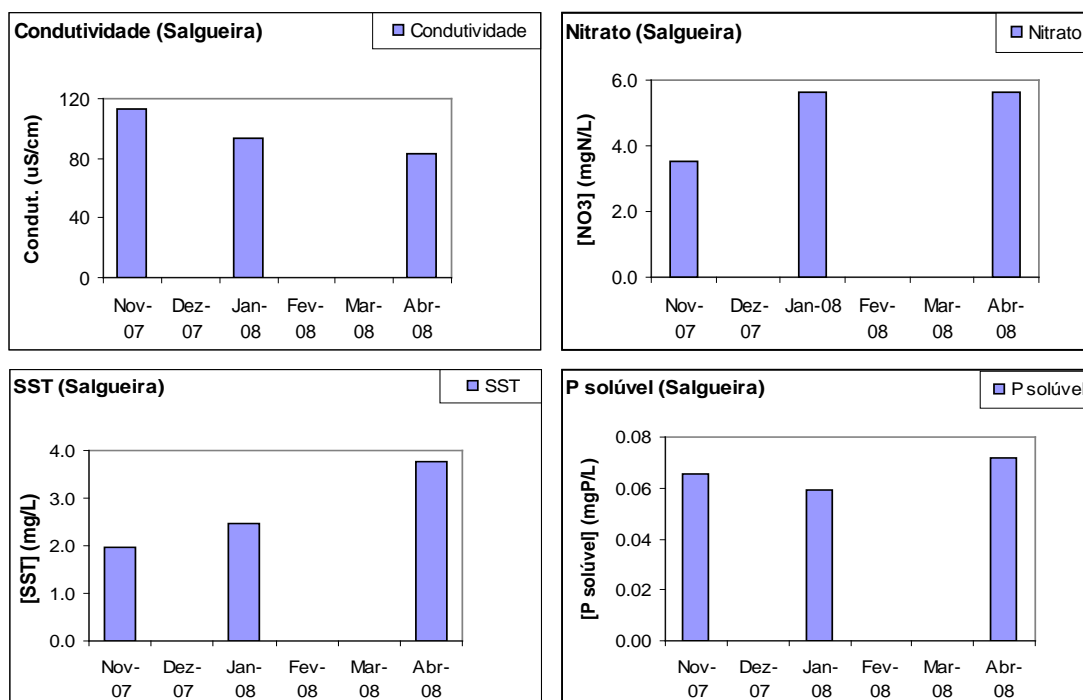 Condutividade (Salgueira)
Condutividade
Condut. (uS/cm)
120
80
40
0
Nov- Dez- Jan- Fev- Mar- Abr-
07 07 08 08 08 08
Nitrato (Salgueira)
Nitrato
[NO3] (mgN/L)
6.0
4.0
2.0
0.0
Nov- Dez- Jan-08 Fev- Mar- Abr-
07 07 08 08 08
SST (Salgueira)
SST
[SST] (mg/L)
4.0
3.0
2.0
1.0
0.0
Nov- Dez- Jan- Fev- Mar- Abr-
07 07 08 08 08 08
P solúvel (Salgueira)
P solúvel
[P solúvel] (mgP/L)
0.08
0.06
0.04
0.02
0.00
Nov- Dez- Jan- Fev- Mar- Abr-
07 07 08 08 08 08